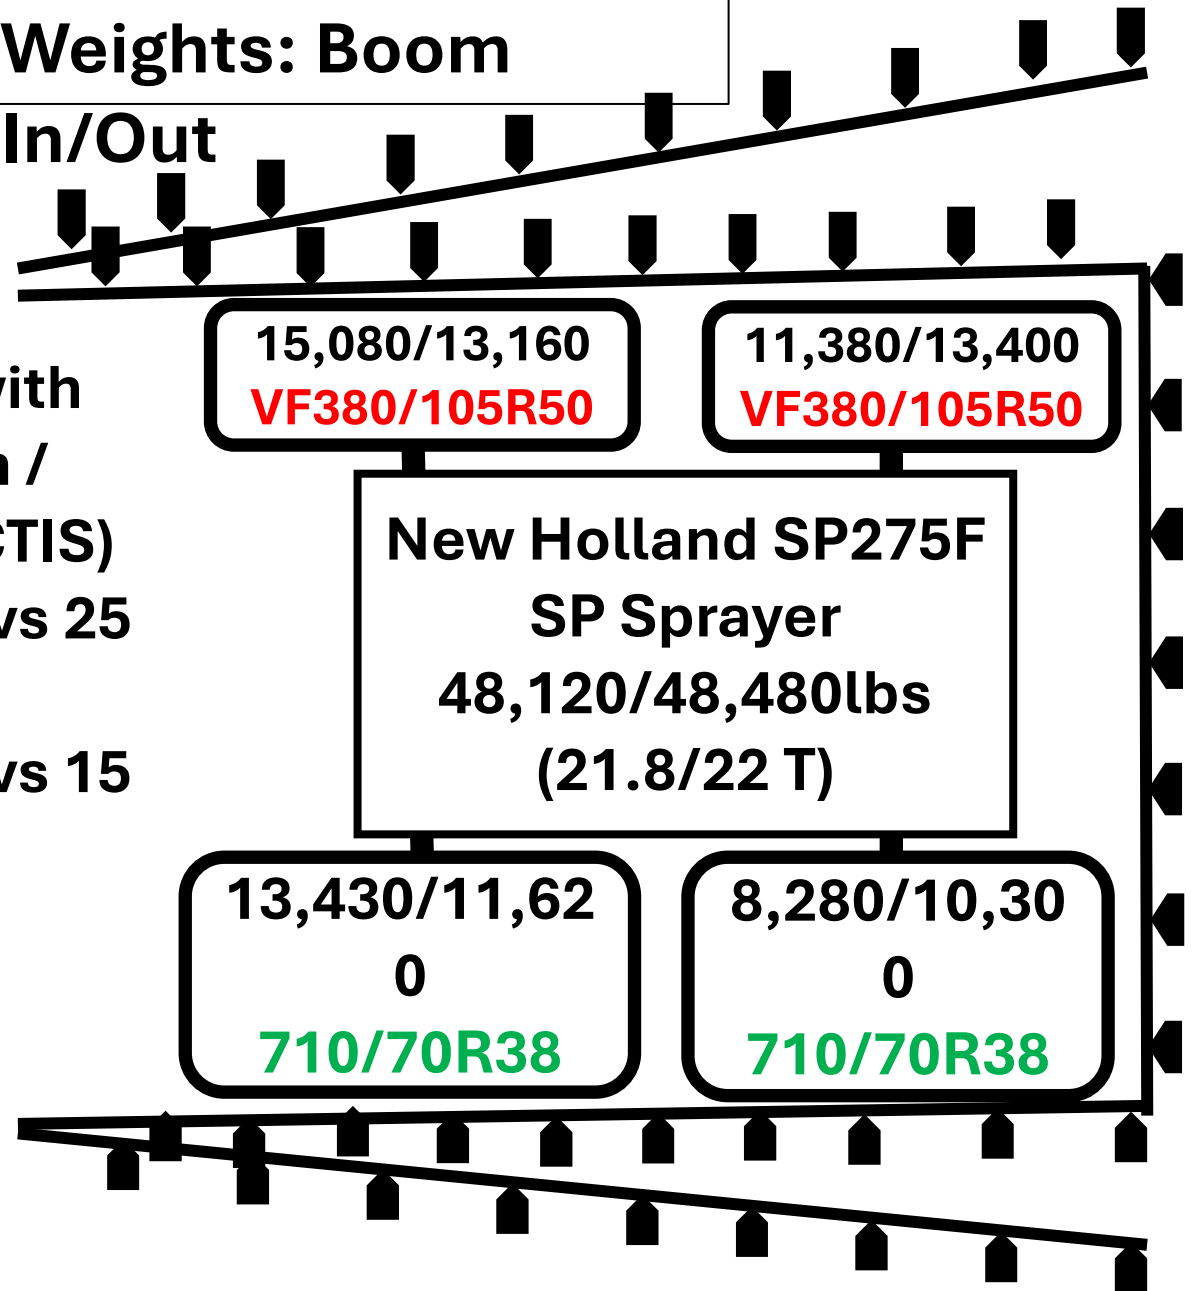 Weights: Boom
In/Out
15,080/13,160
VF380/105R50
11,380/13,400
VF380/105R50
/
CTIS)
vs 25
vs 15
New Holland SP275F
SP Sprayer
48,120/48,480lbs
(21.8/22 T)
13,430/11,62
0
710/70R38
8,280/10,30
0
710/70R38